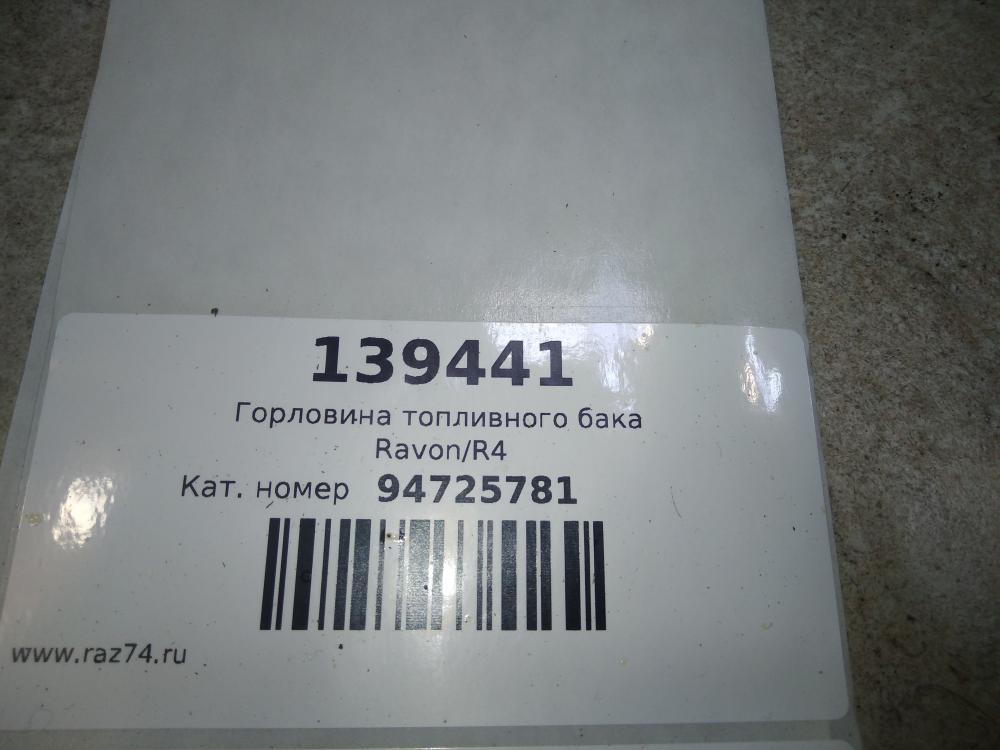 139441
Горловина топливного бака
Ravon/R4
Кат. номер 94725781
www.raz74.ru